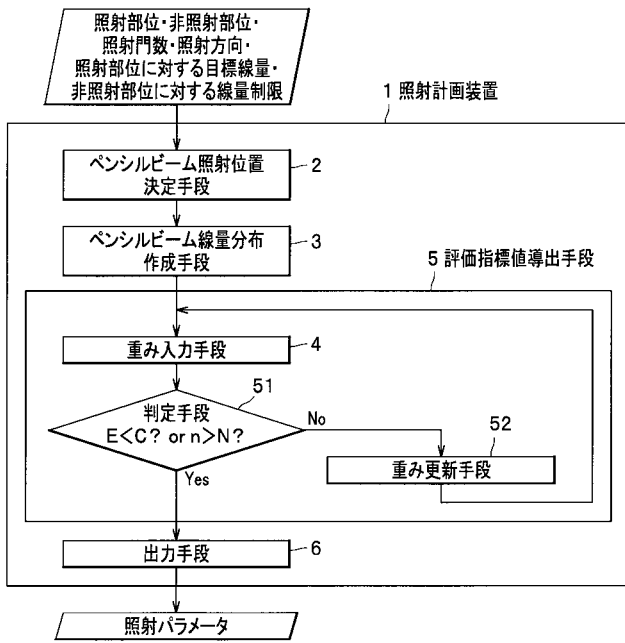 照射部位・非照射部位・
照射門数・照射方向・
照射部位に対する目標線量・
非照射部位に対する線量制限
1 照射計画装置
ペンシルビーム照射位置
決定手段
2
ペンシルビーム線量分布
作成手段
3
5 評価指標値導出手段
重み入力手段
4
51
判定手段
E<C? or n>N?
No
52
重み更新手段
Yes
出力手段
6
照射パラメータ